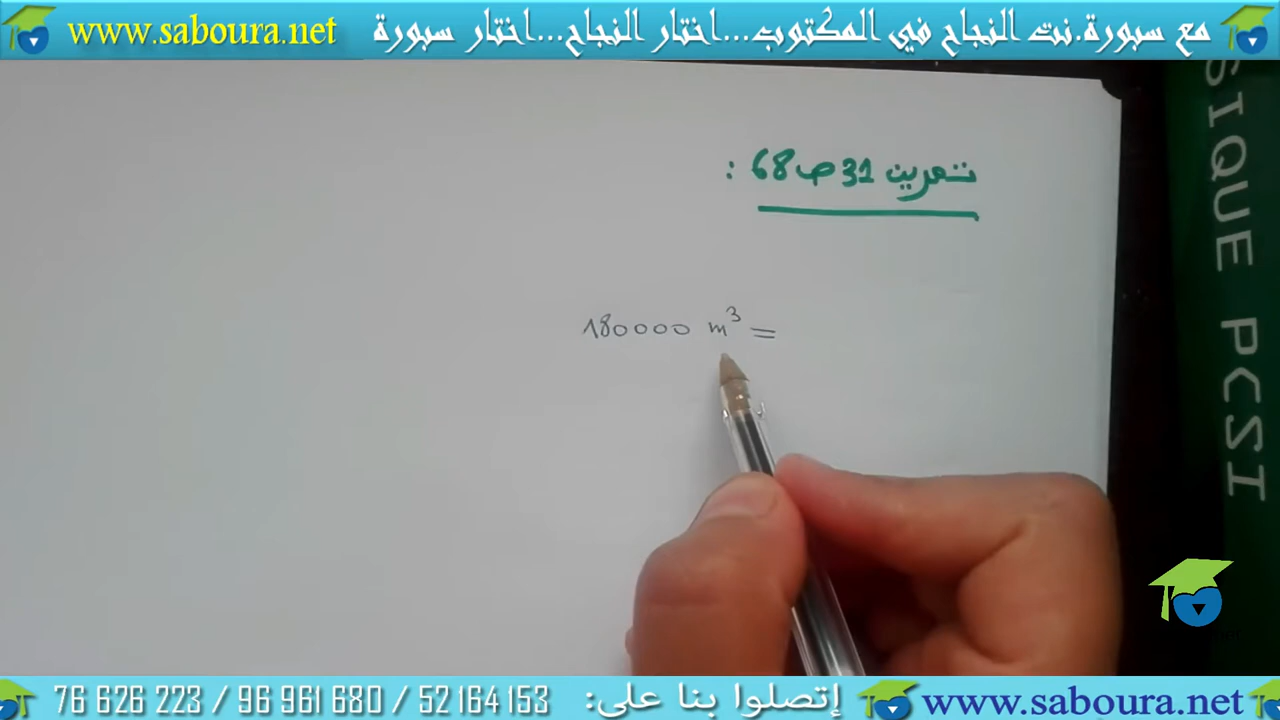 www.saboura.net مع سبورة.نت النجاح في المكتوب...اختار النجاح...اختار سبورة
تمرين 31 ص 68 :
180000 m³ =
SIQUE PCSI
76 626 223 / 96 961 680 / 52 164 153 إتصلوا بنا على: www.saboura.net